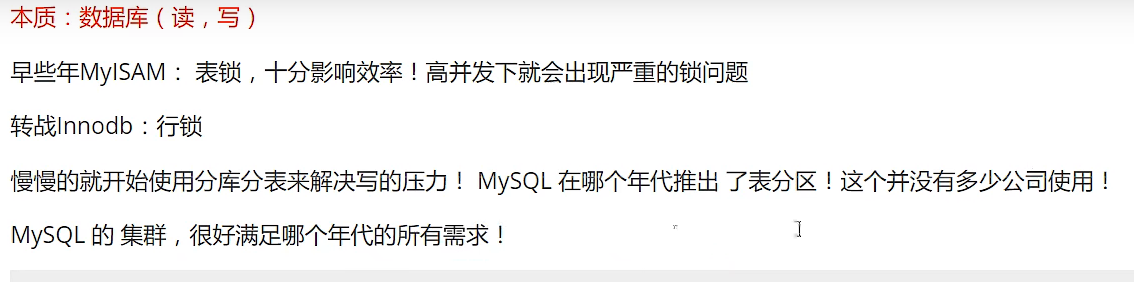 本质：数据库（读，写）
早些年MyISAM： 表锁，十分影响效率！高并发下就会出现严重的锁问题
转战Innodb：行锁
慢慢的就开始使用分库分表来解决写的压力！ MySQL 在哪个年代推出 了表分区！这个并没有多少公司使用！
MySQL 的 集群，很好满足哪个年代的所有需求！